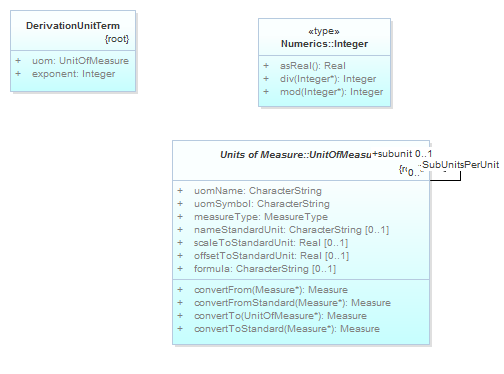 DerivationUnitTerm
{root}
+ uom: UnitOfMeasure
+ exponent: Integer
«type»
Numerics::Integer
+ asReal(): Real
+ div(Integer*): Integer
+ mod(Integer*): Integer
Units of Measure::UnitOfMeasu
+subunit 0..1
SubUnitsPerUnit
0..
+ uomName: CharacterString
+ uomSymbol: CharacterString
+ measureType: MeasureType
+ nameStandardUnit: CharacterString [0..1]
+ scaleToStandardUnit: Real [0..1]
+ offsetToStandardUnit: Real [0..1]
+ formula: CharacterString [0..1]
+ convertFrom(Measure*): Measure
+ convertFromStandard(Measure*): Measure
+ convertTo(UnitOfMeasure*): Measure
+ convertToStandard(Measure*): Measure